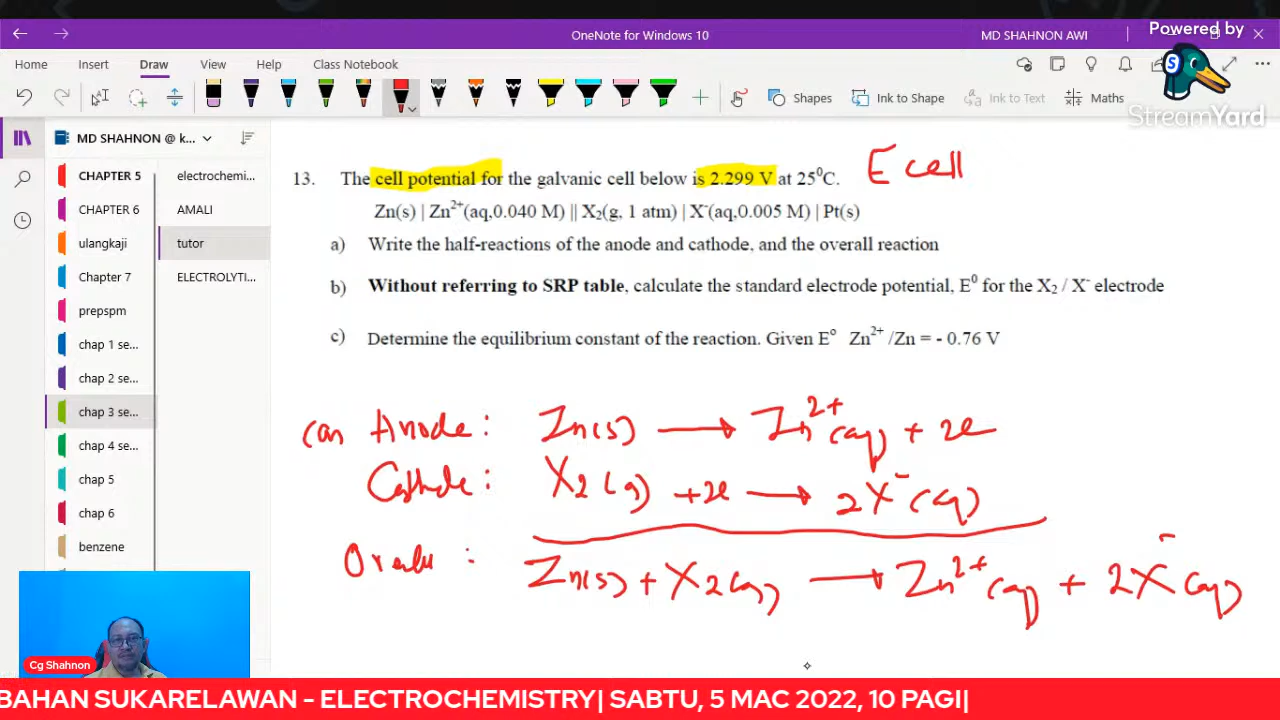 OneNote for Windows 10
MD SHAHNON AWI
Powered by
StreamYard
Home Insert Draw View Help Class Notebook
Shapes Ink to Shape Ink to Text Maths
MD SHAHNON @ k...
CHAPTER 5
CHAPTER 6
ulangkaji
Chapter 7
prepspm
chap 1 se...
chap 2 se...
chap 3 se...
chap 4 se...
chap 5
chap 6
benzene
electrochemi...
AMALI
tutor
ELECTROLYTI...
13. The cell potential for the galvanic cell below is 2.299 V at 25⁰C. E cell
Zn(s) | Zn²⁺(aq,0.040 M) || X₂(g, 1 atm) | X⁻(aq,0.005 M) | Pt(s)
a) Write the half-reactions of the anode and cathode, and the overall reaction
b) Without referring to SRP table, calculate the standard electrode potential, E⁰ for the X₂ / X⁻ electrode
c) Determine the equilibrium constant of the reaction. Given Eº Zn²⁺ /Zn = - 0.76 V
Anode : Zn(s) → Zn²⁺(aq) + 2e
Cathode : X₂(g) + 2e → 2X⁻(aq)
: Zn(s) + X₂(g) → Zn²⁺(aq) + 2X⁻(aq)
Cg Shahnon
BAHAN SUKARELAWAN - ELECTROCHEMISTRY| SABTU, 5 MAC 2022, 10 PAGI|